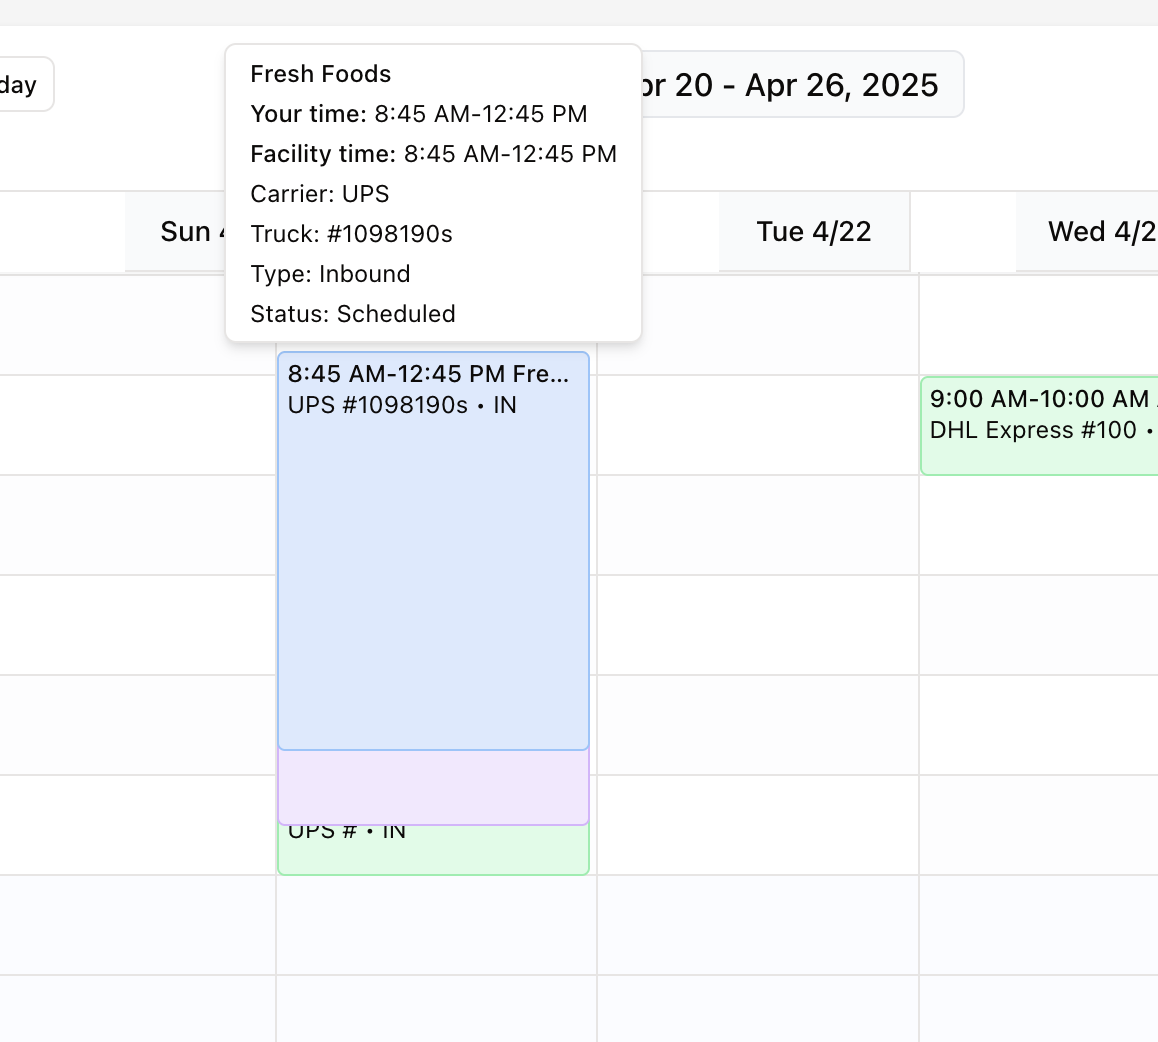 day
Fresh Foods
Your time: 8:45 AM-12:45 PM
Facility time: 8:45 AM-12:45 PM
Carrier: UPS
Truck: #1098190s
Type: Inbound
Status: Scheduled
pr 20 - Apr 26, 2025
Sun
Tue 4/22
Wed 4/2
8:45 AM-12:45 PM Fre...
UPS #1098190s • IN
9:00 AM-10:00 AM
DHL Express #100 •
UPS # • IN